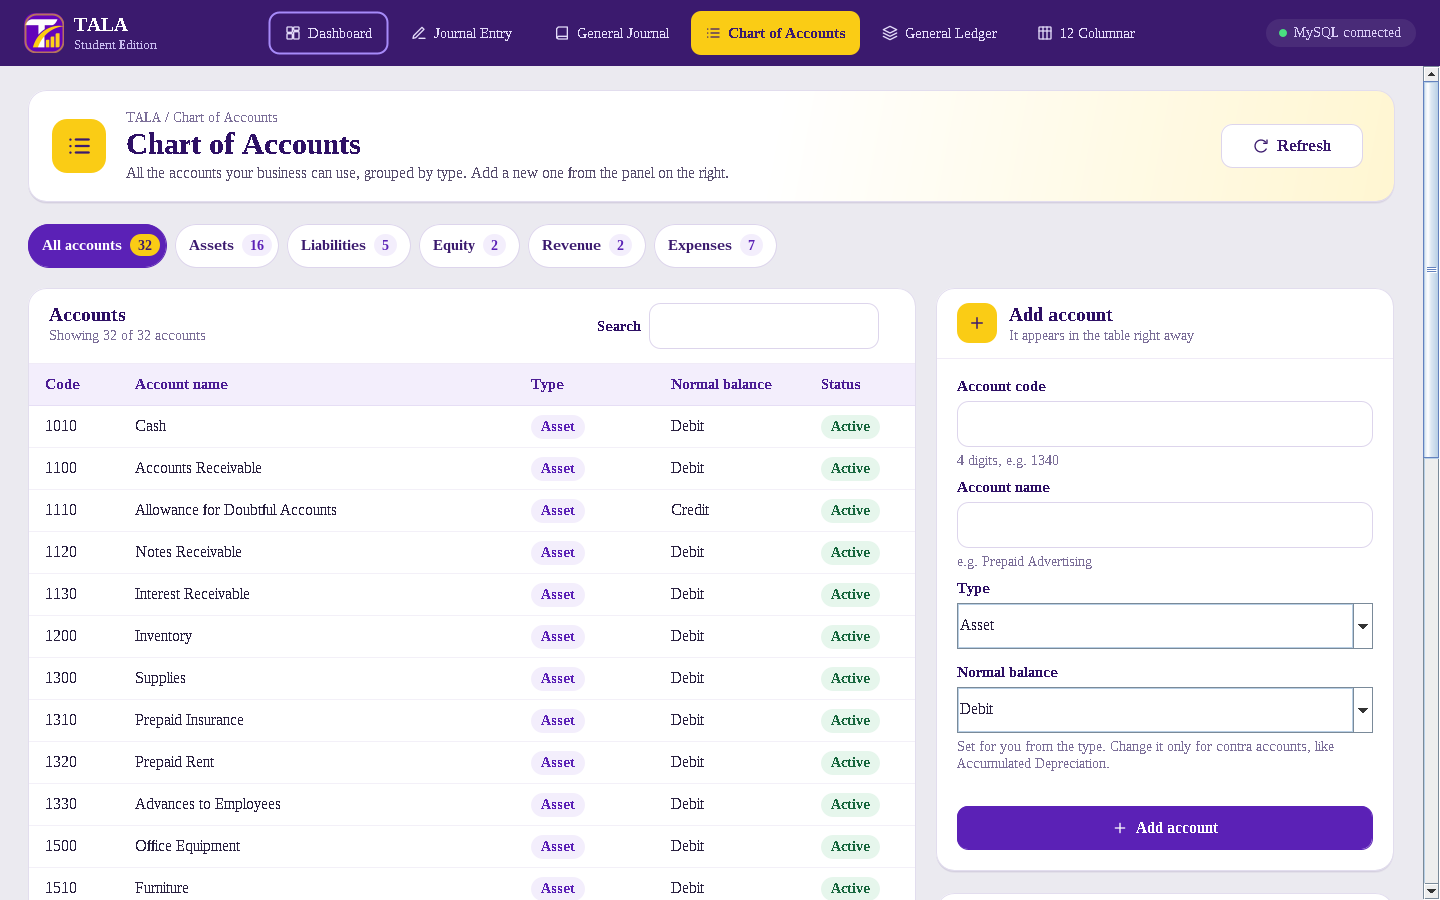 TALA
Student Edition
Dashboard
Journal Entry
General Journal
Chart of Accounts
General Ledger
12 Columnar
MySQL connected
TALA / Chart of Accounts
Chart of Accounts
All the accounts your business can use, grouped by type. Add a new one from the panel on the right.
Refresh
All accounts 32
Assets 16
Liabilities 5
Equity 2
Revenue 2
Expenses 7
Accounts
Showing 32 of 32 accounts
Search
Code Account name Type Normal balance Status
1010 Cash Asset Debit Active
1100 Accounts Receivable Asset Debit Active
1110 Allowance for Doubtful Accounts Asset Credit Active
1120 Notes Receivable Asset Debit Active
1130 Interest Receivable Asset Debit Active
1200 Inventory Asset Debit Active
1300 Supplies Asset Debit Active
1310 Prepaid Insurance Asset Debit Active
1320 Prepaid Rent Asset Debit Active
1330 Advances to Employees Asset Debit Active
1500 Office Equipment Asset Debit Active
1510 Furniture Asset Debit Active
Add account
It appears in the table right away
Account code
4 digits, e.g. 1340
Account name
e.g. Prepaid Advertising
Type
Asset
Normal balance
Debit
Set for you from the type. Change it only for contra accounts, like
Accumulated Depreciation.
Add account